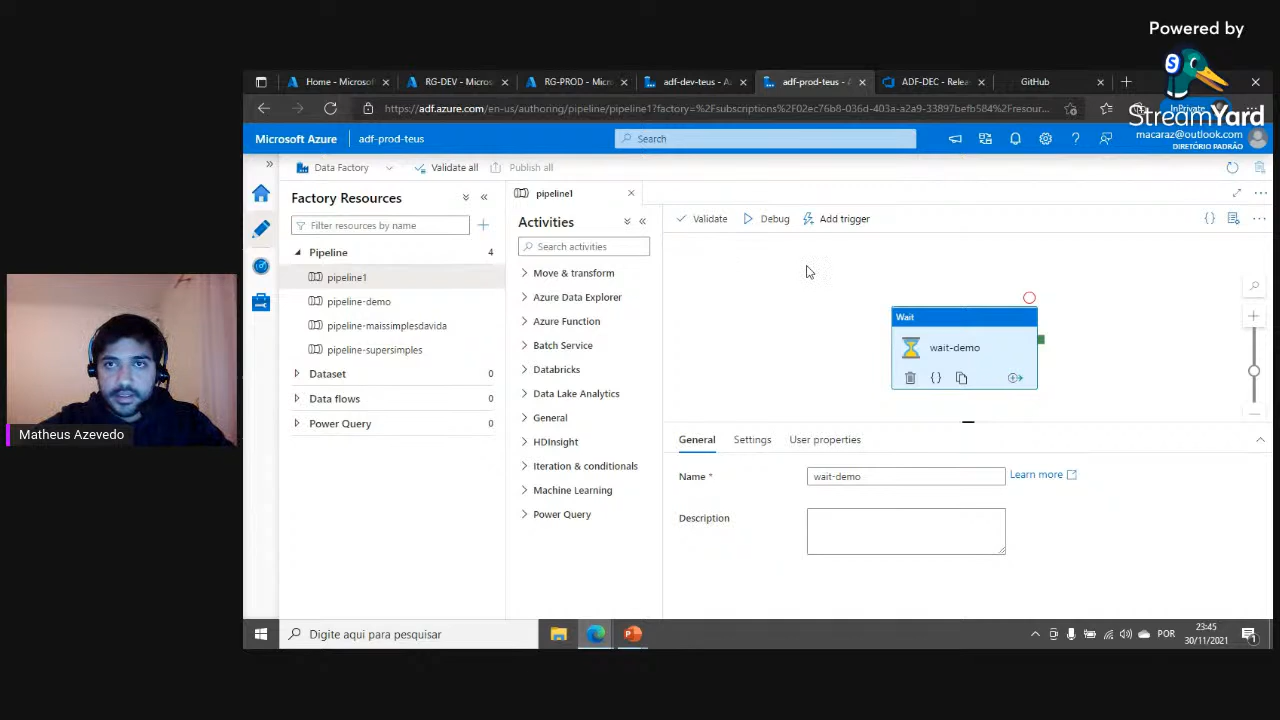 Powered by
StreamYard
Home - Microsof
RG-DEV - Micros
RG-PROD - Micro
adf-dev-teus - A
adf-prod-teus - A
ADF-DEC - Relea
GitHub
https://adf.azure.com/en-us/authoring/pipeline/pipeline1?factory=%2Fsubscriptions%2F02ec76b8-036d-403a-a2a9-33897befb584%2Fresour...
InPrivate
Microsoft Azure
adf-prod-teus
Search
macaraz@outlook.com
DIRETÓRIO PADRÃO
Data Factory
Validate all
Publish all
Factory Resources
Filter resources by name
Pipeline 4
pipeline1
pipeline-demo
pipeline-maissimplesdavida
pipeline-supersimples
Dataset 0
Data flows 0
Power Query 0
pipeline1
Activities
Search activities
Move & transform
Azure Data Explorer
Azure Function
Batch Service
Databricks
Data Lake Analytics
General
HDInsight
Iteration & conditionals
Machine Learning
Power Query
Validate
Debug
Add trigger
Wait
wait-demo
General
Settings
User properties
Name *
wait-demo
Learn more
Description
Matheus Azevedo
Digite aqui para pesquisar
POR
23:45
30/11/2021